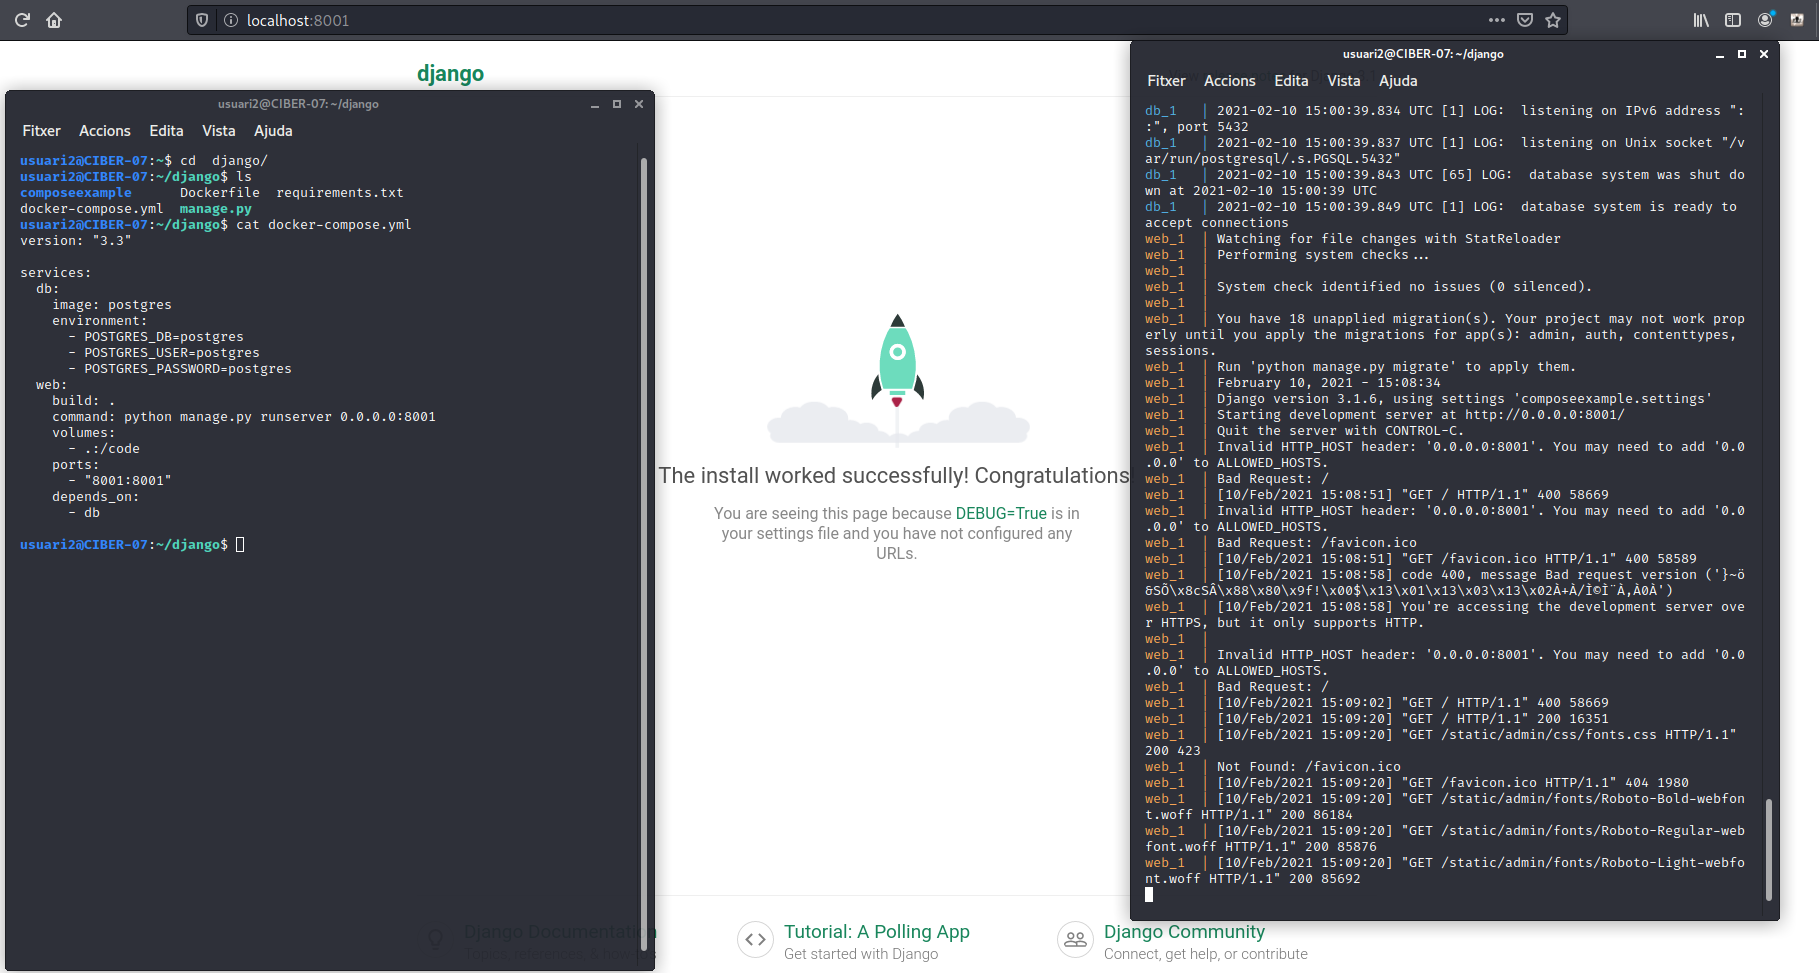 localhost:8001
django
usuari2@CIBER-07:~/django
Fitxer Accions Edita Vista Ajuda
usuari2@CIBER-07:~$ cd  django/
usuari2@CIBER-07:~/django$ ls
composeexample      Dockerfile  requirements.txt
docker-compose.yml  manage.py
usuari2@CIBER-07:~/django$ cat docker-compose.yml
version: "3.3"
services:
  db:
    image: postgres
    environment:
      - POSTGRES_DB=postgres
      - POSTGRES_USER=postgres
      - POSTGRES_PASSWORD=postgres
  web:
    build: .
    command: python manage.py runserver 0.0.0.0:8001
    volumes:
      - .:/code
    ports:
      - "8001:8001"
    depends_on:
      - db
usuari2@CIBER-07:~/django$
The install worked successfully! Congratulations
You are seeing this page because DEBUG=True is in
your settings file and you have not configured any
URLs.
usuari2@CIBER-07:~/django
Fitxer Accions Edita Vista Ajuda
db_1   | 2021-02-10 15:00:39.834 UTC [1] LOG:  listening on IPv6 address ":
:", port 5432
db_1   | 2021-02-10 15:00:39.837 UTC [1] LOG:  listening on Unix socket "/v
ar/run/postgresql/.s.PGSQL.5432"
db_1   | 2021-02-10 15:00:39.843 UTC [65] LOG:  database system was shut do
wn at 2021-02-10 15:00:39 UTC
db_1   | 2021-02-10 15:00:39.849 UTC [1] LOG:  database system is ready to
accept connections
web_1  | Watching for file changes with StatReloader
web_1  | Performing system checks...
web_1  |
web_1  | System check identified no issues (0 silenced).
web_1  |
web_1  | You have 18 unapplied migration(s). Your project may not work prop
erly until you apply the migrations for app(s): admin, auth, contenttypes,
sessions.
web_1  | Run 'python manage.py migrate' to apply them.
web_1  | February 10, 2021 - 15:08:34
web_1  | Django version 3.1.6, using settings 'composeexample.settings'
web_1  | Starting development server at http://0.0.0.0:8001/
web_1  | Quit the server with CONTROL-C.
web_1  | Invalid HTTP_HOST header: '0.0.0.0:8001'. You may need to add '0.0
.0.0' to ALLOWED_HOSTS.
web_1  | Bad Request: /
web_1  | [10/Feb/2021 15:08:51] "GET / HTTP/1.1" 400 58669
web_1  | Invalid HTTP_HOST header: '0.0.0.0:8001'. You may need to add '0.0
.0.0' to ALLOWED_HOSTS.
web_1  | Bad Request: /favicon.ico
web_1  | [10/Feb/2021 15:08:51] "GET /favicon.ico HTTP/1.1" 400 58589
web_1  | [10/Feb/2021 15:08:58] code 400, message Bad request version ('}~ö
&SÕ\x8cSÂ\x88\x80\x9f!\x00$\x13\x01\x13\x03\x13\x02À+À/Ì©Ì¨À,À0À')
web_1  | [10/Feb/2021 15:08:58] You're accessing the development server ove
r HTTPS, but it only supports HTTP.
web_1  |
web_1  | Invalid HTTP_HOST header: '0.0.0.0:8001'. You may need to add '0.0
.0.0' to ALLOWED_HOSTS.
web_1  | Bad Request: /
web_1  | [10/Feb/2021 15:09:02] "GET / HTTP/1.1" 400 58669
web_1  | [10/Feb/2021 15:09:20] "GET / HTTP/1.1" 200 16351
web_1  | [10/Feb/2021 15:09:20] "GET /static/admin/css/fonts.css HTTP/1.1"
200 423
web_1  | Not Found: /favicon.ico
web_1  | [10/Feb/2021 15:09:20] "GET /favicon.ico HTTP/1.1" 404 1980
web_1  | [10/Feb/2021 15:09:20] "GET /static/admin/fonts/Roboto-Bold-webfon
t.woff HTTP/1.1" 200 86184
web_1  | [10/Feb/2021 15:09:20] "GET /static/admin/fonts/Roboto-Regular-web
font.woff HTTP/1.1" 200 85876
web_1  | [10/Feb/2021 15:09:20] "GET /static/admin/fonts/Roboto-Light-webfo
nt.woff HTTP/1.1" 200 85692
Django Documentation
Tutorial: A Polling App
Get started with Django
Django Community
Connect, get help, or contribute